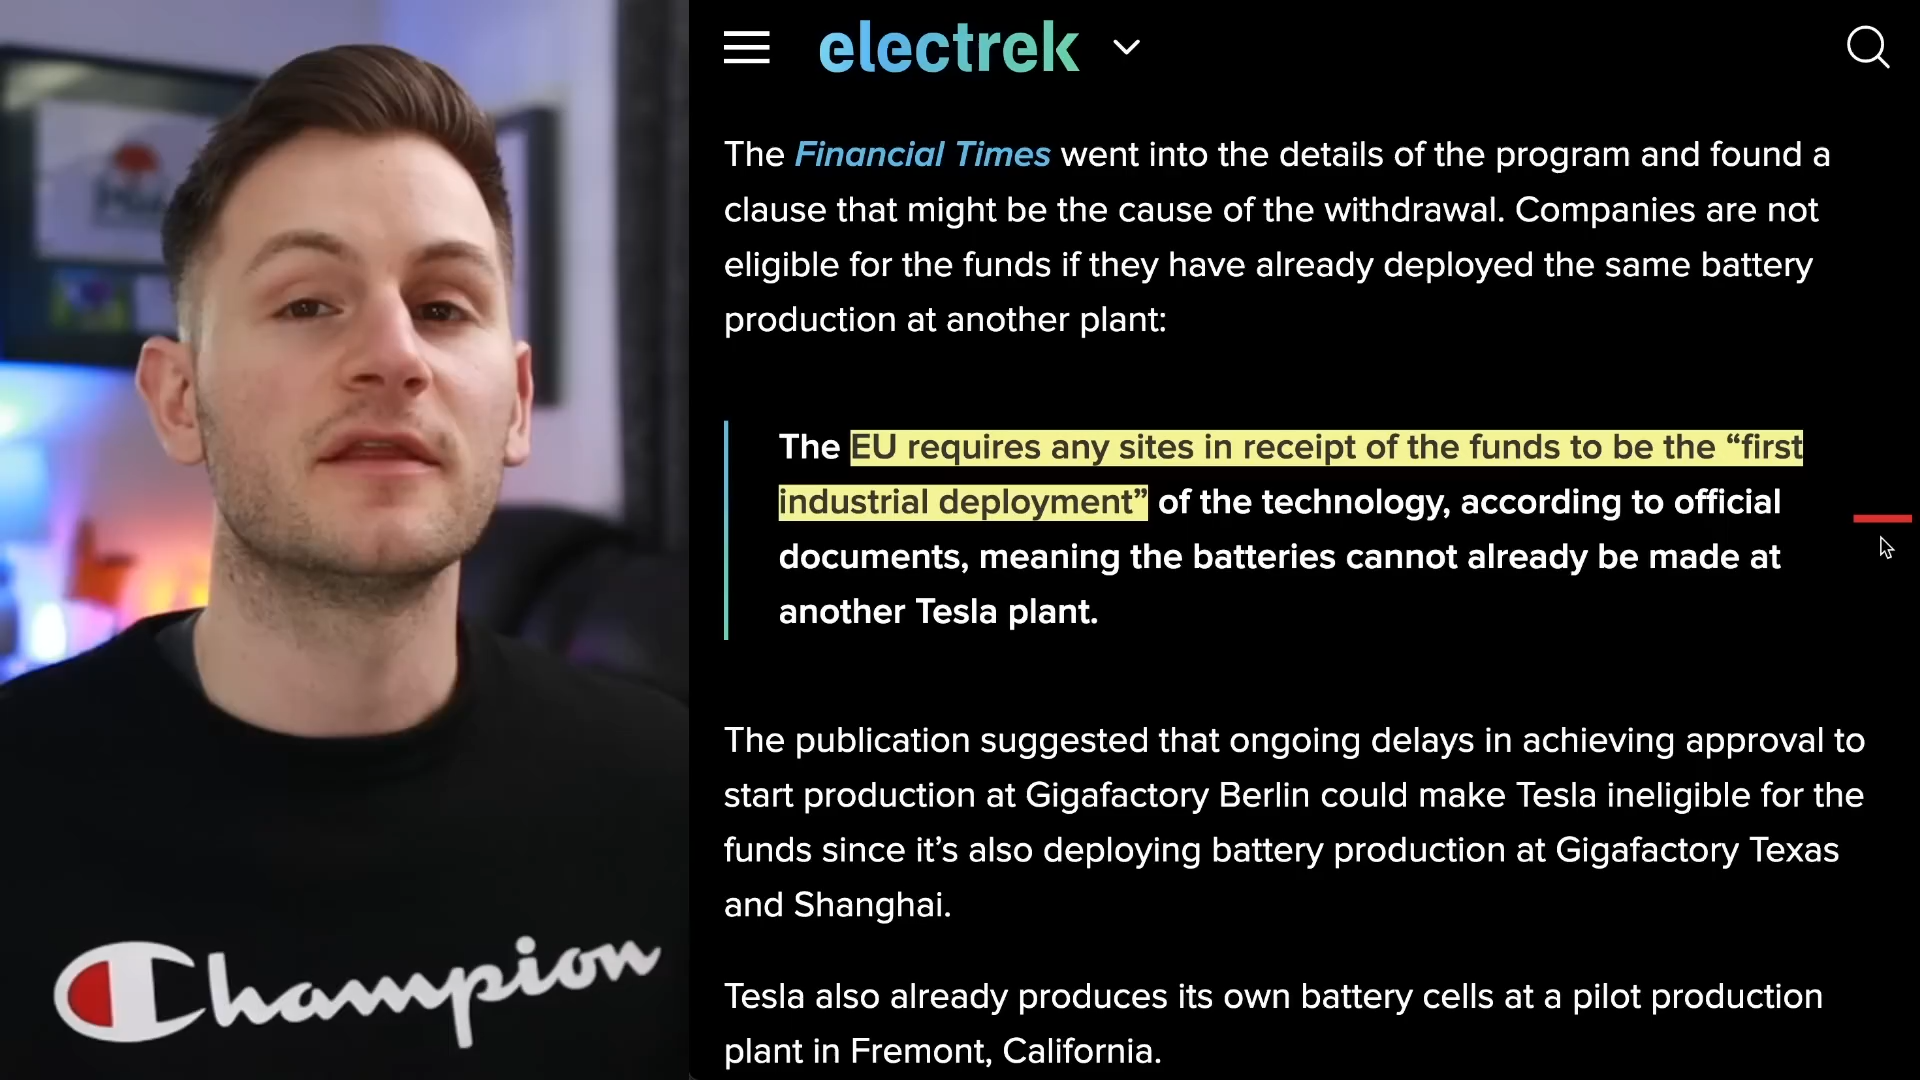 electrek
The Financial Times went into the details of the program and found a
clause that might be the cause of the withdrawal. Companies are not
eligible for the funds if they have already deployed the same battery
production at another plant:
The EU requires any sites in receipt of the funds to be the “first
industrial deployment” of the technology, according to official
documents, meaning the batteries cannot already be made at
another Tesla plant.
The publication suggested that ongoing delays in achieving approval to
start production at Gigafactory Berlin could make Tesla ineligible for the
funds since it’s also deploying battery production at Gigafactory Texas
and Shanghai.
Tesla also already produces its own battery cells at a pilot production
plant in Fremont, California.
Champion